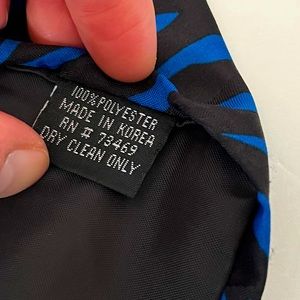 100% POLYESTER
MADE IN KOREA
RN # 73469
DRY CLEAN ONLY